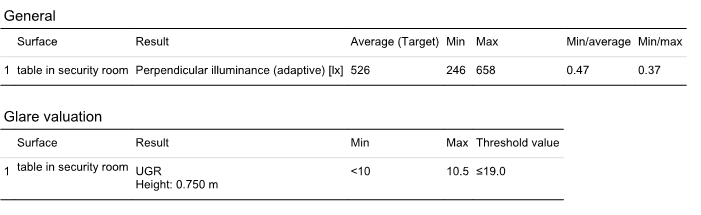 General
Surface Result Average (Target) Min Max Min/average Min/max
1 table in security room Perpendicular illuminance (adaptive) [lx] 526 246 658 0.47 0.37
Glare valuation
Surface Result Min Max Threshold value
1 table in security room UGR <10 10.5 ≤19.0
Height: 0.750 m